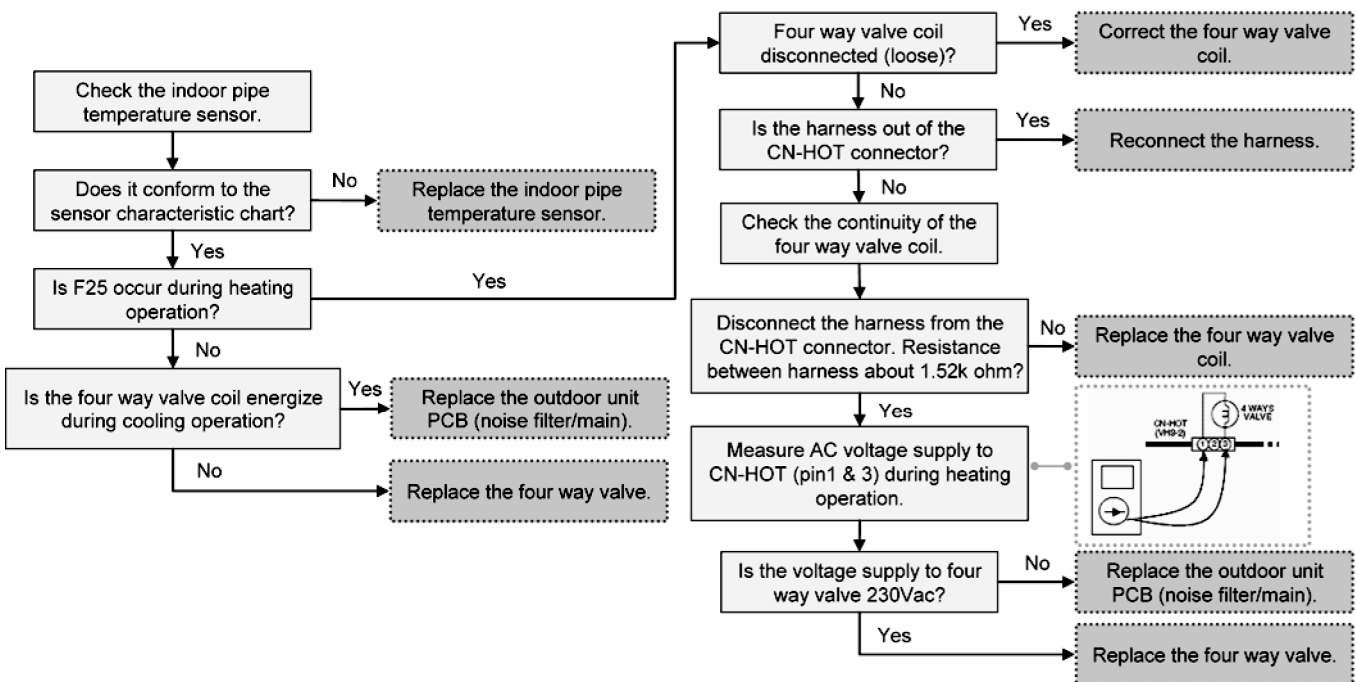 Check the indoor pipe
temperature sensor.
Does it conform to the
sensor characteristic chart?
No
Replace the indoor pipe
temperature sensor.
Yes
Is F25 occur during heating
operation?
Yes
No
Is the four way valve coil energize
during cooling operation?
Yes
Replace the outdoor unit
PCB (noise filter/main).
No
Replace the four way valve.
Four way valve coil
disconnected (loose)?
Yes
Correct the four way valve
coil.
No
Is the harness out of the
CN-HOT connector?
Yes
Reconnect the harness.
No
Check the continuity of the
four way valve coil.
Disconnect the harness from the
CN-HOT connector. Resistance
between harness about 1.52k ohm?
No
Replace the four way valve
coil.
Yes
Measure AC voltage supply to
CN-HOT (pin1 & 3) during heating
operation.
4 WAYS
VALVE
CN-HOT
(VH9-2)
1 2 3
Is the voltage supply to four
way valve 230Vac?
No
Replace the outdoor unit
PCB (noise filter/main).
Yes
Replace the four way valve.